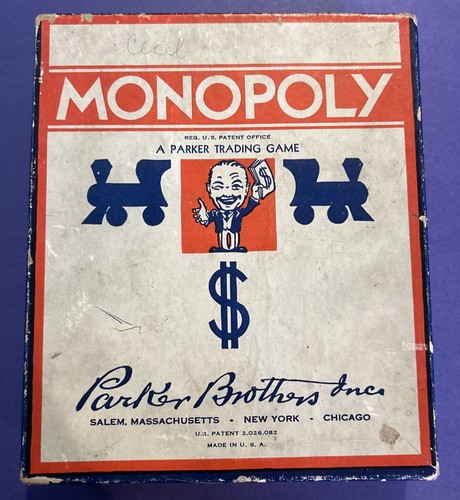 Cecil
MONOPOLY
REG. U. S. PATENT OFFICE
A PARKER TRADING GAME
$
$
Parker Brothers Inc.
SALEM, MASSACHUSETTS - NEW YORK - CHICAGO
U.S. PATENT 2,026,082
MADE IN U. S. A.